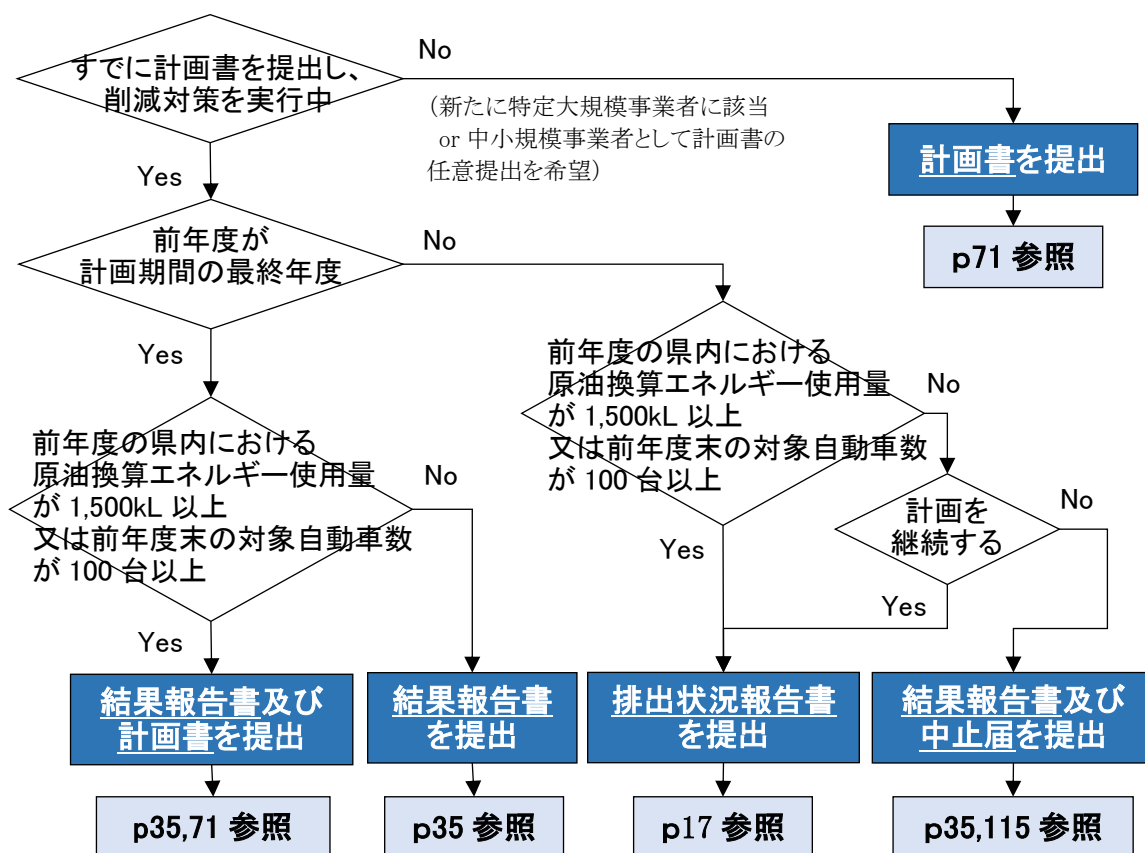 すでに計画書を提出し、
削減対策を実行中
No
(新たに特定大規模事業者に該当
or 中小規模事業者として計画書の
任意提出を希望)
計画書を提出
p71 参照
Yes
前年度が
計画期間の最終年度
No
Yes
前年度の県内における
原油換算エネルギー使用量
が 1,500kL 以上
又は前年度末の対象自動車数
が 100 台以上
No
前年度の県内における
原油換算エネルギー使用量
が 1,500kL 以上
又は前年度末の対象自動車数
が 100 台以上
No
計画を
継続する
No
Yes
Yes
Yes
結果報告書及び
計画書を提出
結果報告書
を提出
排出状況報告書
を提出
結果報告書及び
中止届を提出
p35,71 参照
p35 参照
p17 参照
p35,115 参照